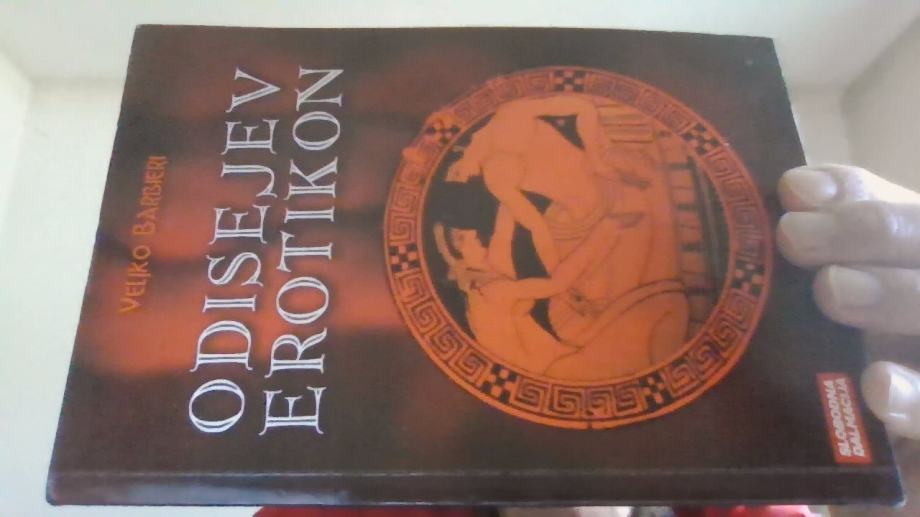 VELJKO BARBIERI
ODISEJEV
EROTIKON
SLOBODNA
DALMACIJA